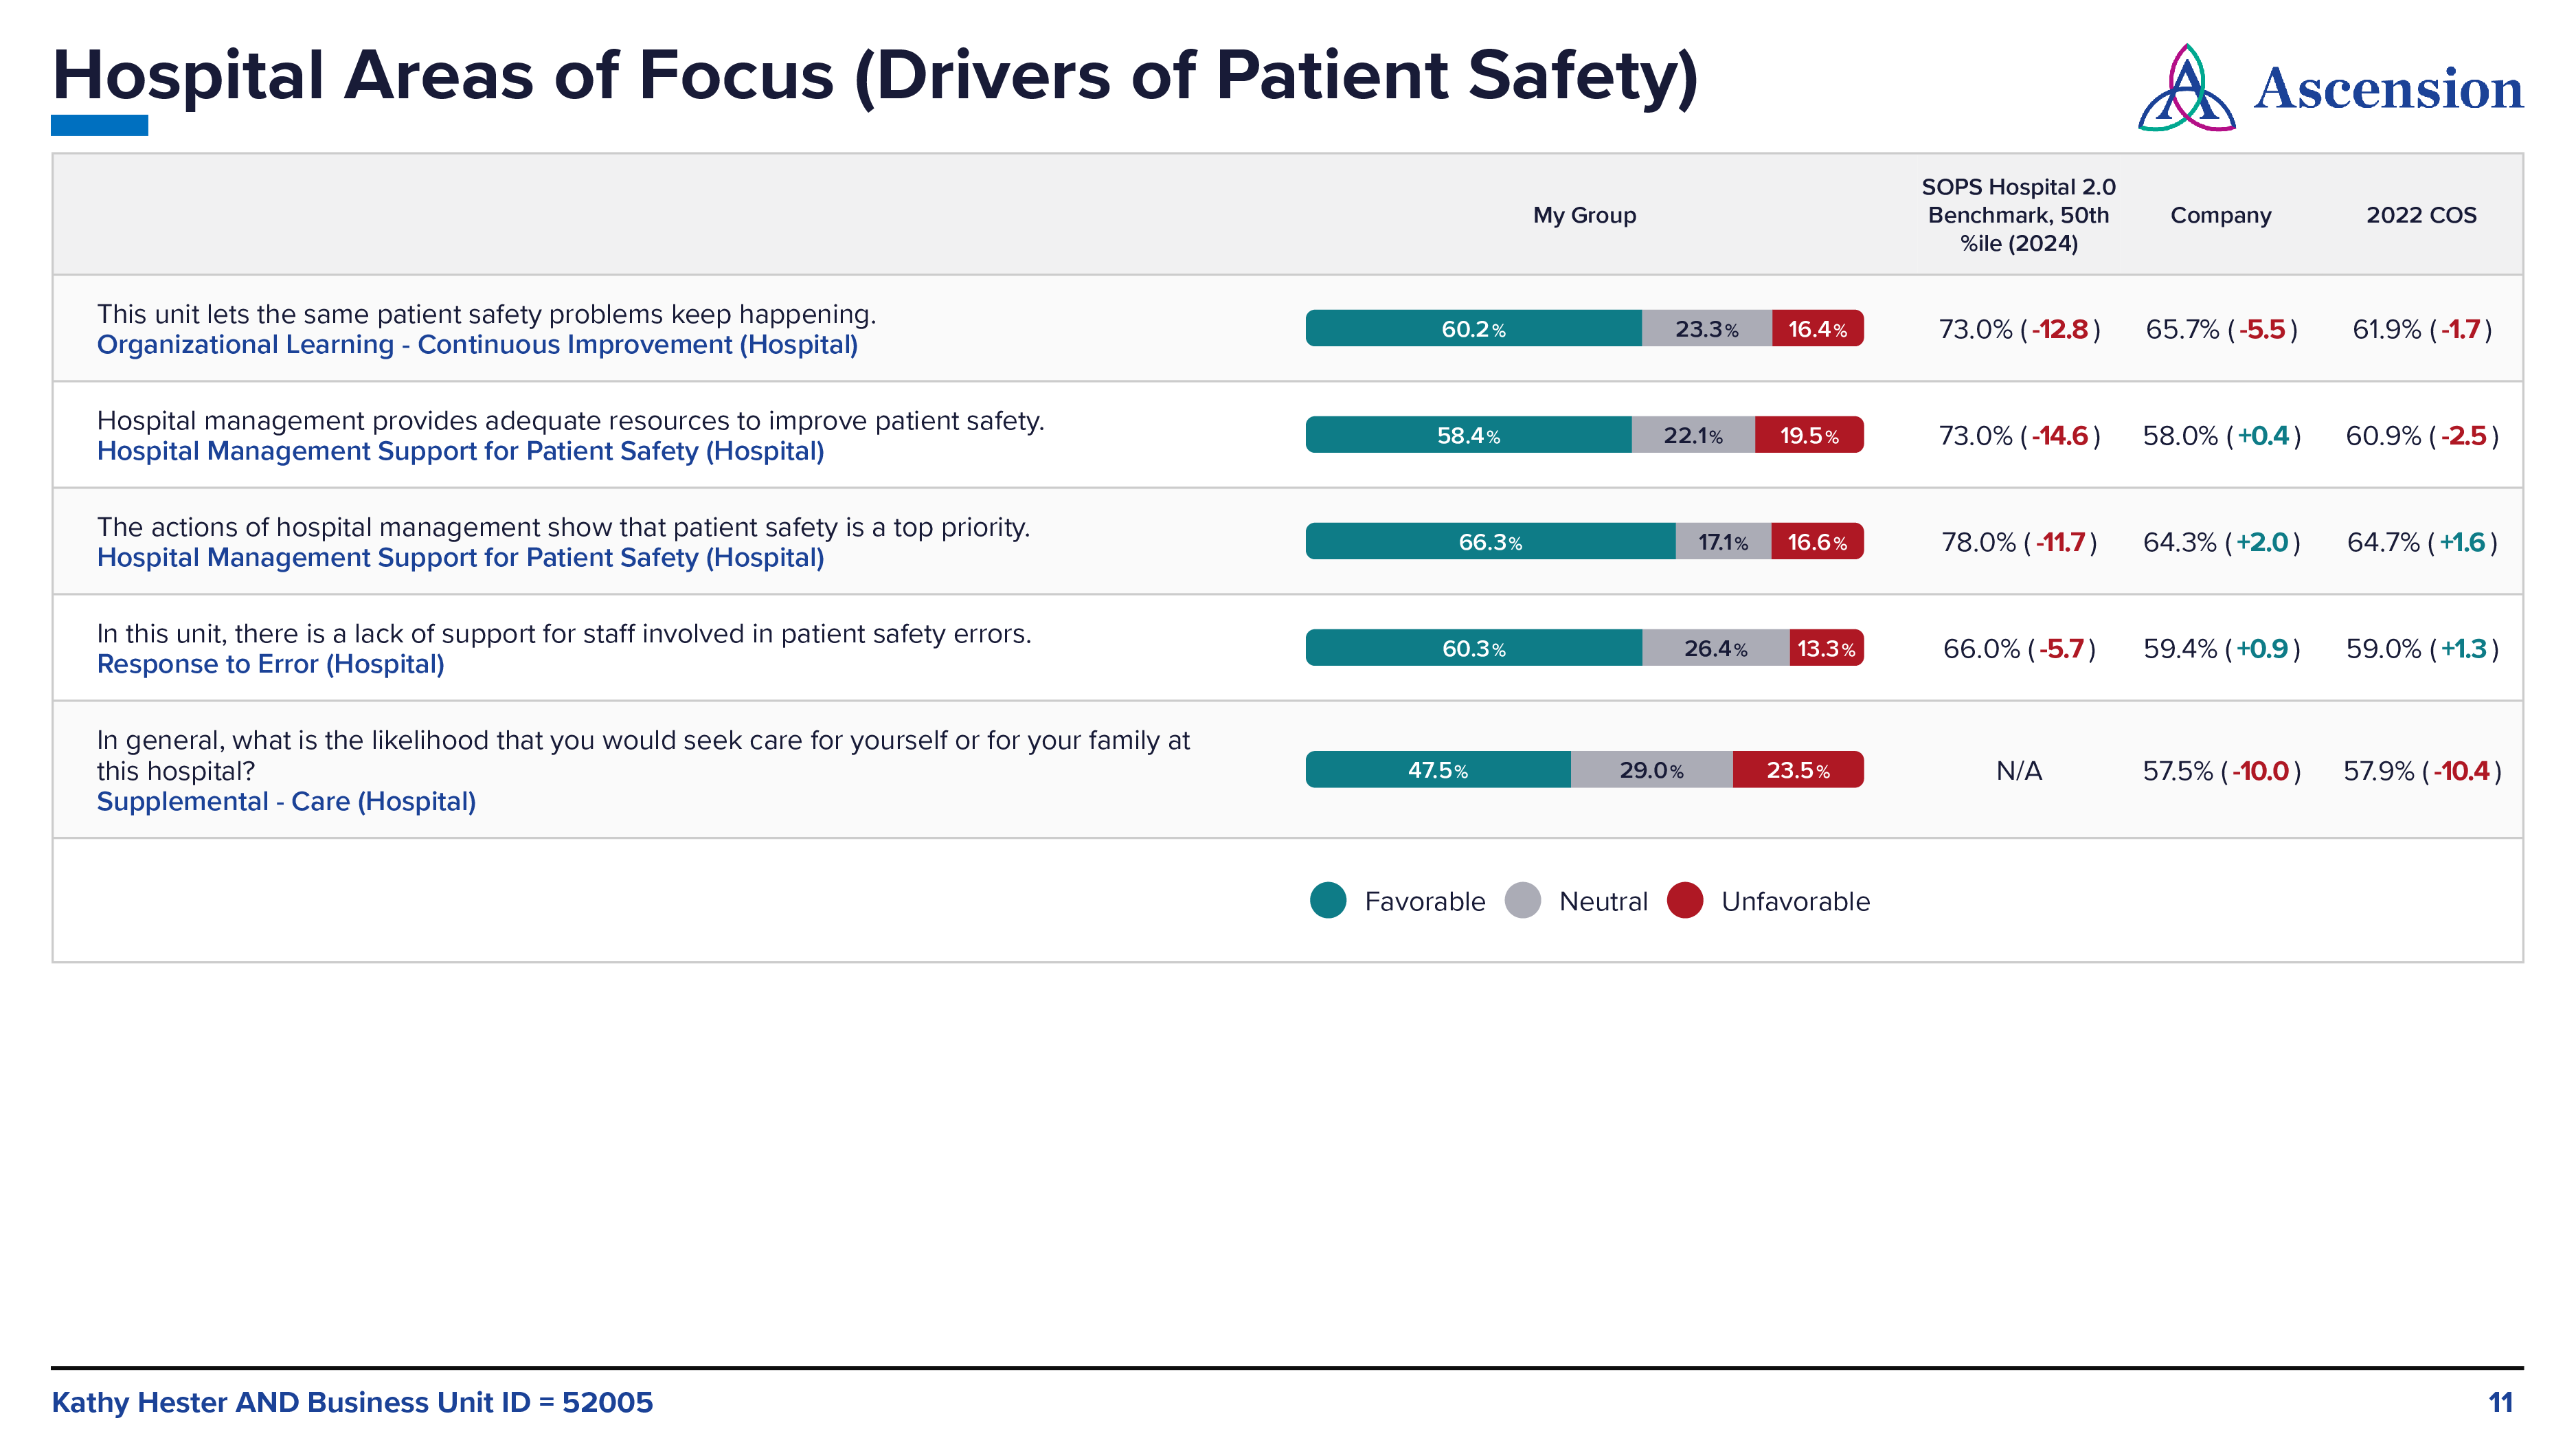 Hospital Areas of Focus (Drivers of Patient Safety)
Ascension
My Group
SOPS Hospital 2.0
Benchmark, 50th
%ile (2024)
Company
2022 COS
This unit lets the same patient safety problems keep happening.
Organizational Learning - Continuous Improvement (Hospital)
60.2% 23.3% 16.4% 73.0% (-12.8) 65.7% (-5.5) 61.9% (-1.7)
Hospital management provides adequate resources to improve patient safety.
Hospital Management Support for Patient Safety (Hospital)
58.4% 22.1% 19.5% 73.0% (-14.6) 58.0% (+0.4) 60.9% (-2.5)
The actions of hospital management show that patient safety is a top priority.
Hospital Management Support for Patient Safety (Hospital)
66.3% 17.1% 16.6% 78.0% (-11.7) 64.3% (+2.0) 64.7% (+1.6)
In this unit, there is a lack of support for staff involved in patient safety errors.
Response to Error (Hospital)
60.3% 26.4% 13.3% 66.0% (-5.7) 59.4% (+0.9) 59.0% (+1.3)
In general, what is the likelihood that you would seek care for yourself or for your family at
this hospital?
Supplemental - Care (Hospital)
47.5% 29.0% 23.5% N/A 57.5% (-10.0) 57.9% (-10.4)
Favorable Neutral Unfavorable
Kathy Hester AND Business Unit ID = 52005
11